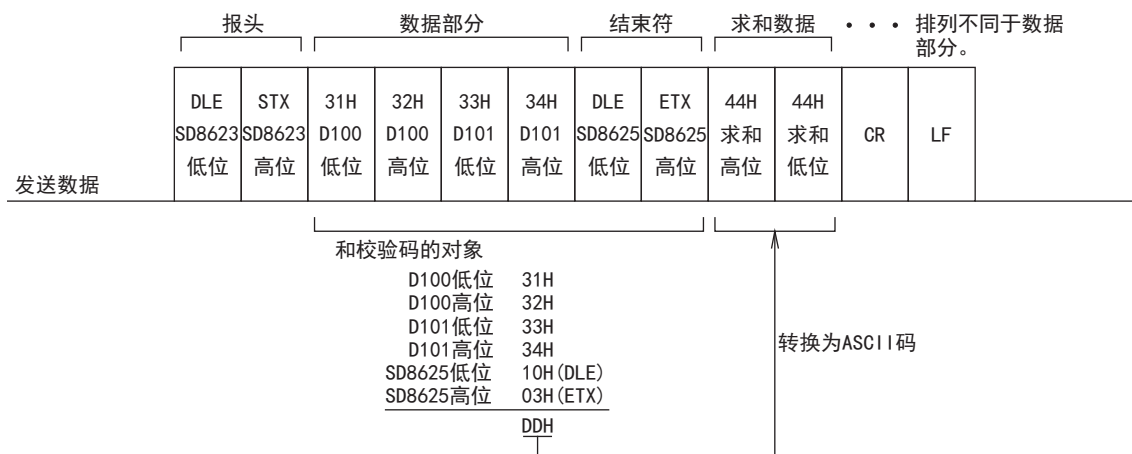 报头 数据部分 结束符 求和数据 ・・・ 排列不同于数据
部分。
DLE STX 31H 32H 33H 34H DLE ETX 44H 44H
SD8623 SD8623 D100 D100 D101 D101 SD8625 SD8625 求和 求和 CR LF
低位 高位 低位 高位 低位 高位 低位 高位 高位 低位
发送数据
和校验码的对象
D100低位 31H
D100高位 32H
D101低位 33H
D101高位 34H
转换为ASCII码
SD8625低位 10H(DLE)
SD8625高位 03H(ETX)
DDH